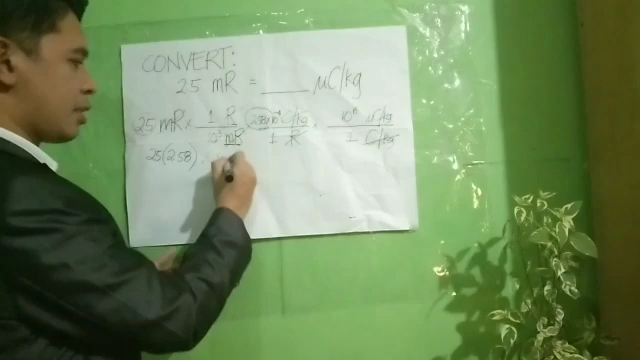 CONVERT:
25 mR = ____ μC/kg
25 mR x 1 R / 10³ mR . 2.58x10⁻⁴ C/kg / 1 R . 10⁶ μC/kg / 1 C/kg
25(2.58) .